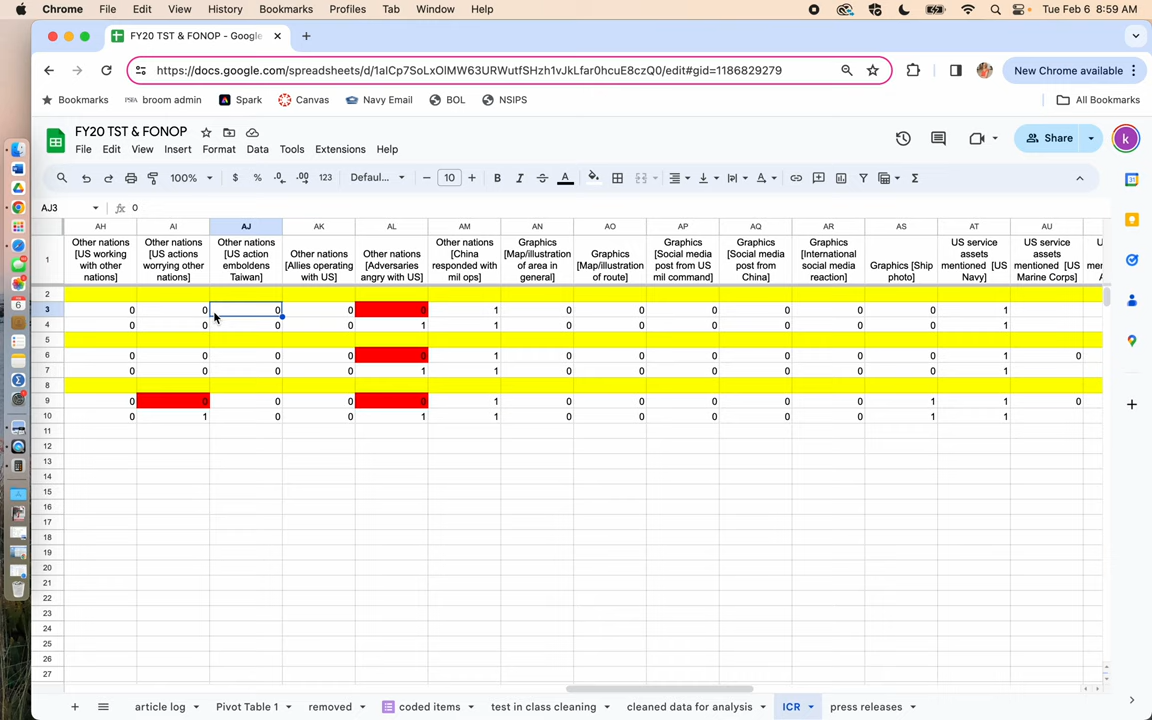 Chrome File Edit View History Bookmarks Profiles Tab Window Help Tue Feb 6 8:59 AM
FY20 TST & FONOP - Google
https://docs.google.com/spreadsheets/d/1alCp7SoLxOlMW63URWutfSHzh1vJkLfar0hcuE8czQ0/edit#gid=1186829279 New Chrome available
Bookmarks PSEA broom admin Spark Canvas Navy Email BOL NSIPS All Bookmarks
FY20 TST & FONOP
File Edit View Insert Format Data Tools Extensions Help
Share k
100% $ % .0 .00 123 Defaul... 10 B I A
AJ3 fx 0
AH AI AJ AK AL AM AN AO AP AQ AR AS AT AU
1 Other nations [US working with other nations] Other nations [US actions worrying other nations] Other nations [US action emboldens Taiwan] Other nations [Allies operating with US] Other nations [Adversaries angry with US] Other nations [China responded with mil ops] Graphics [Map/illustration of area in general] Graphics [Map/illustration of route] Graphics [Social media post from US mil command] Graphics [Social media post from China] Graphics [International social media reaction] Graphics [Ship photo] US service assets mentioned [US Navy] US service assets mentioned [US Marine Corps]
2
3 0 0 0 0 0 1 0 0 0 0 0 0 1
4 0 0 0 0 1 1 0 0 0 0 0 0 1
5
6 0 0 0 0 0 1 0 0 0 0 0 0 1 0
7 0 0 0 0 1 1 0 0 0 0 0 0 1
8
9 0 0 0 0 0 1 0 0 0 0 0 1 1 0
10 0 1 0 0 1 1 0 0 0 0 0 1 1
11
12
13
14
15
16
17
18
19
20
21
22
23
24
25
26
27
article log Pivot Table 1 removed coded items test in class cleaning cleaned data for analysis ICR press releases